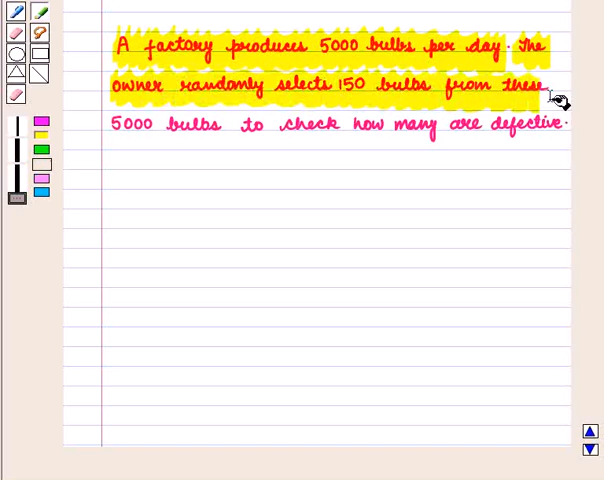 A factory produces 5000 bulbs per day. The
owner randomly selects 150 bulbs from these
5000 bulbs to check how many are defective.